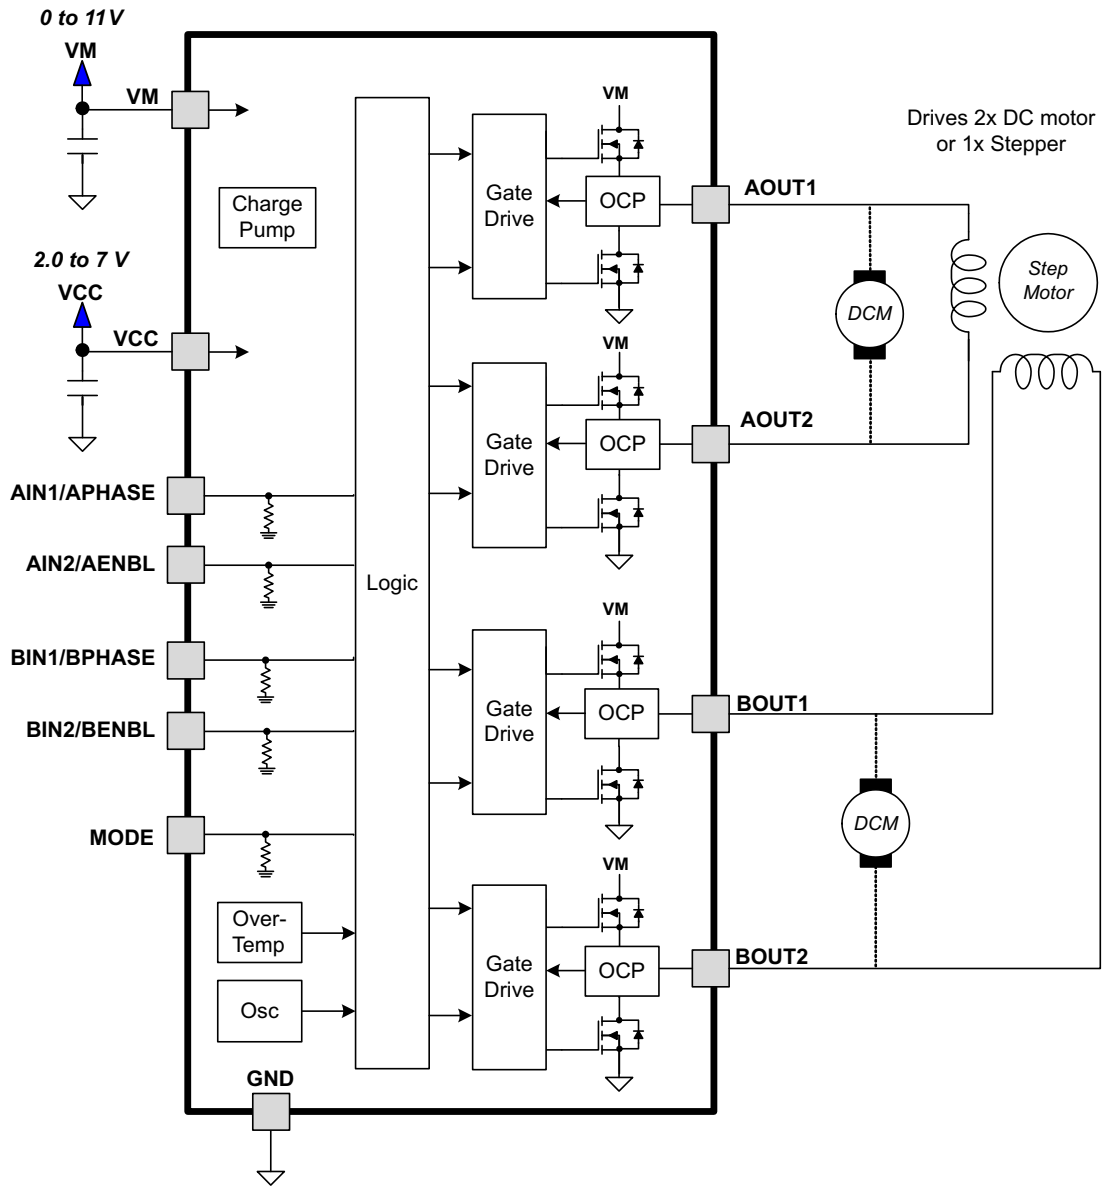 0 to 11V
VM
VM
Charge
Pump
2.0 to 7 V
VCC
VCC
AIN1/APHASE
AIN2/AENBL
BIN1/BPHASE
BIN2/BENBL
MODE
Over-
Temp
Osc
GND
Logic
Gate
Drive
VM
OCP
AOUT1
Gate
Drive
VM
OCP
AOUT2
Gate
Drive
VM
OCP
BOUT1
Gate
Drive
VM
OCP
BOUT2
Drives 2x DC motor
or 1x Stepper
DCM
Step
Motor
DCM